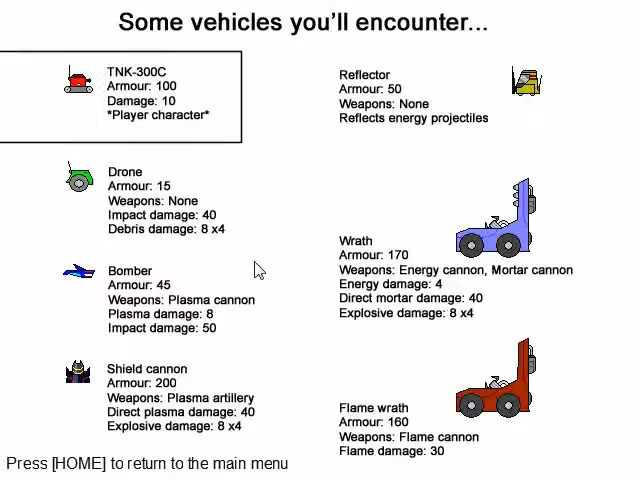 Some vehicles you'll encounter...
TNK-300C
Armour: 100
Damage: 10
*Player character*
Drone
Armour: 15
Weapons: None
Impact damage: 40
Debris damage: 8 x4
Bomber
Armour: 45
Weapons: Plasma cannon
Plasma damage: 8
Impact damage: 50
Shield cannon
Armour: 200
Weapons: Plasma artillery
Direct plasma damage: 40
Explosive damage: 8 x4
Reflector
Armour: 50
Weapons: None
Reflects energy projectiles
Wrath
Armour: 170
Weapons: Energy cannon, Mortar cannon
Energy damage: 4
Direct mortar damage: 40
Explosive damage: 8 x4
Flame wrath
Armour: 160
Weapons: Flame cannon
Flame damage: 30
Press [HOME] to return to the main menu